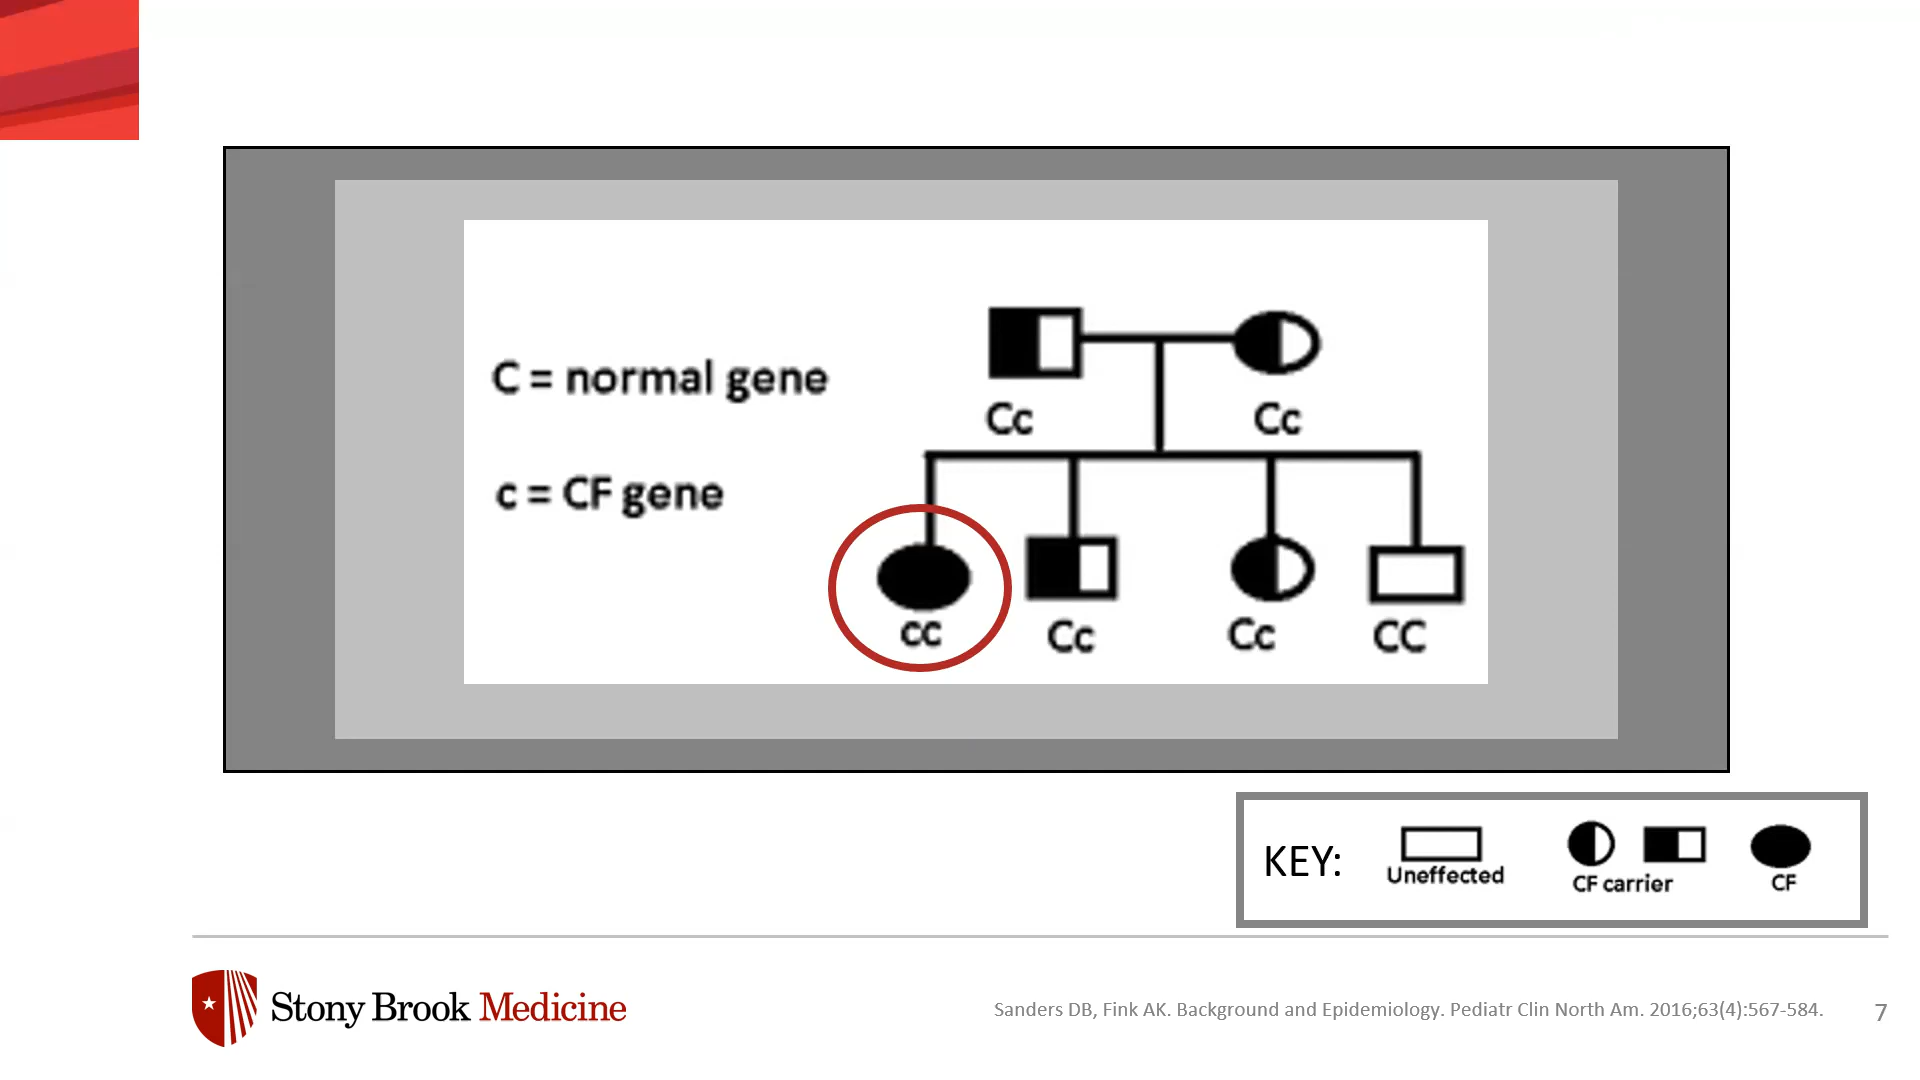 C = normal gene
c = CF gene
Cc Cc
cc Cc Cc CC
KEY:
Uneffected
CF carrier
CF
Stony Brook Medicine
Sanders DB, Fink AK. Background and Epidemiology. Pediatr Clin North Am. 2016;63(4):567-584.
7